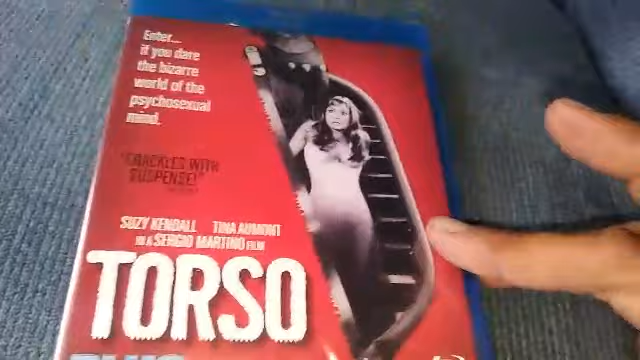 Enter...
if you dare
the bizarre
world of the
psychosexual
mind.
"CRACKLES WITH
SUSPENSE!"
SUZY KENDALL TINA AUMONT
IN A SERGIO MARTINO FILM
TORSO